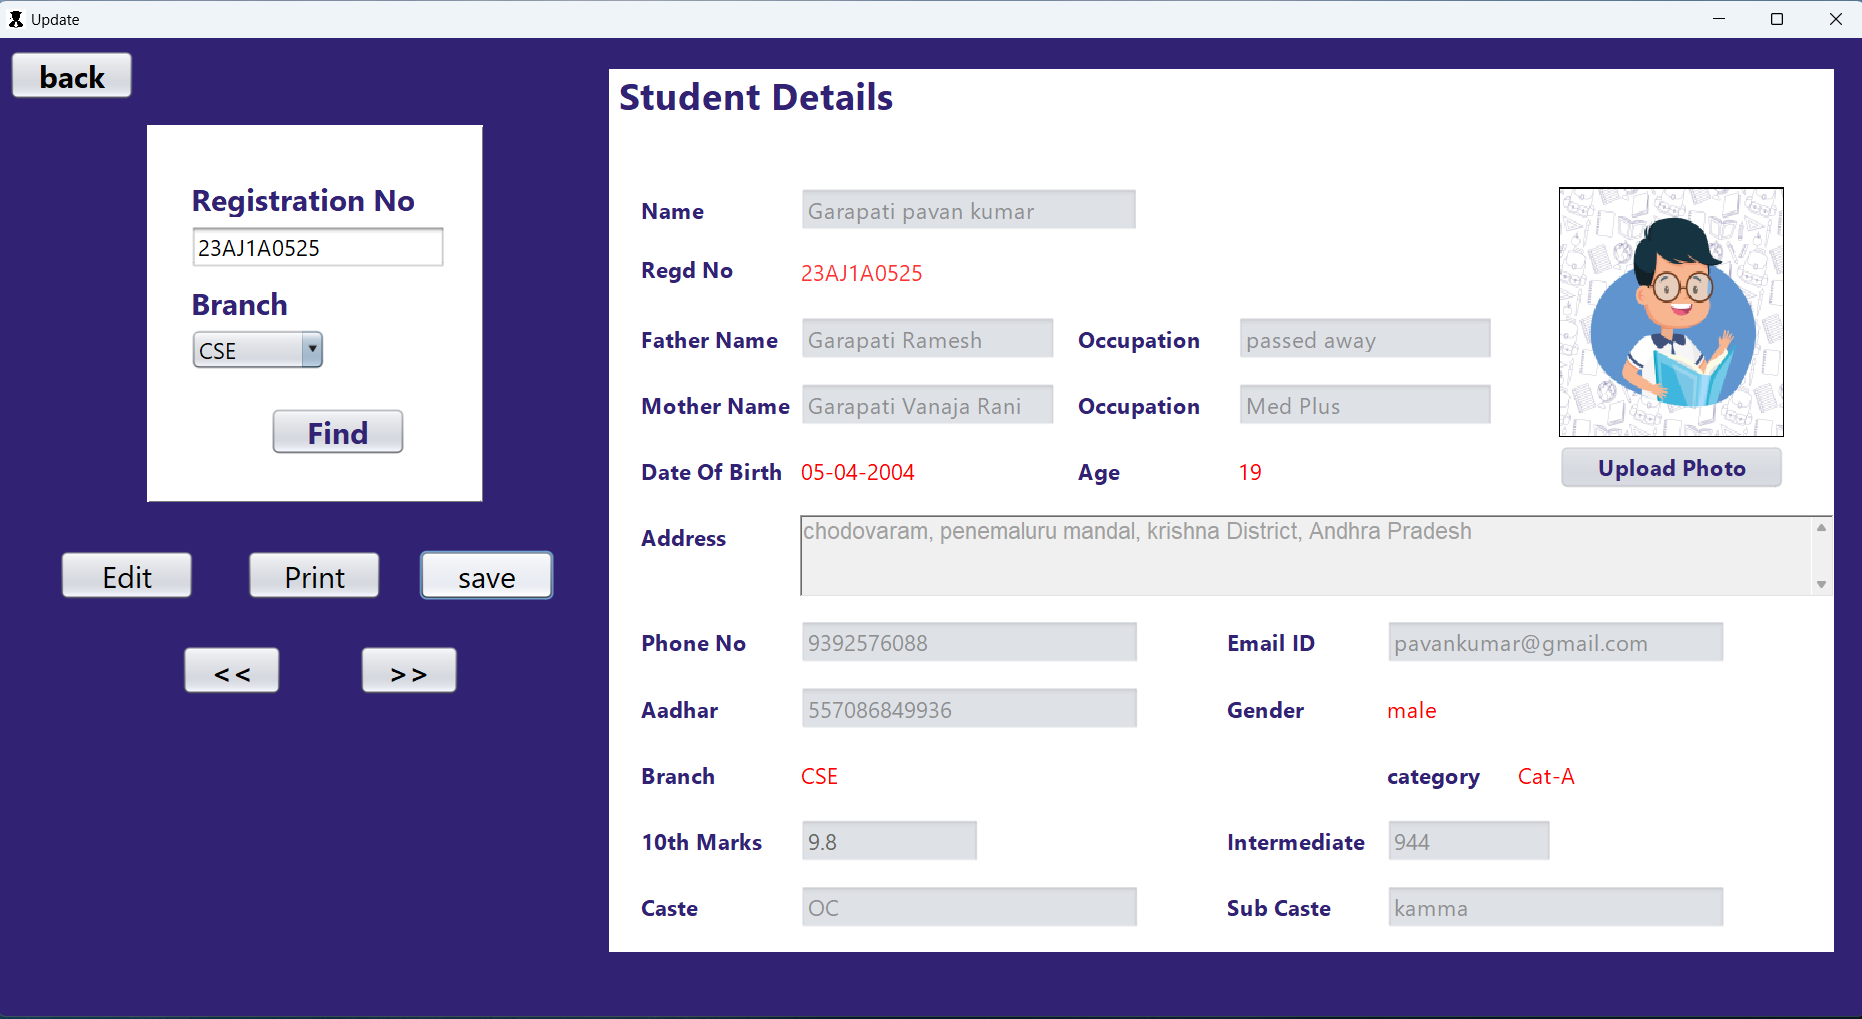 Update
back
Registration No
23AJ1A0525
Branch
CSE
Find
Edit Print save
<< >>
Student Details
Name Garapati pavan kumar
Regd No 23AJ1A0525
Father Name Garapati Ramesh Occupation passed away
Mother Name Garapati Vanaja Rani Occupation Med Plus
Date Of Birth 05-04-2004 Age 19
Upload Photo
Address chodovaram, penemaluru mandal, krishna District, Andhra Pradesh
Phone No 9392576088 Email ID pavankumar@gmail.com
Aadhar 557086849936 Gender male
Branch CSE category Cat-A
10th Marks 9.8 Intermediate 944
Caste OC Sub Caste kamma